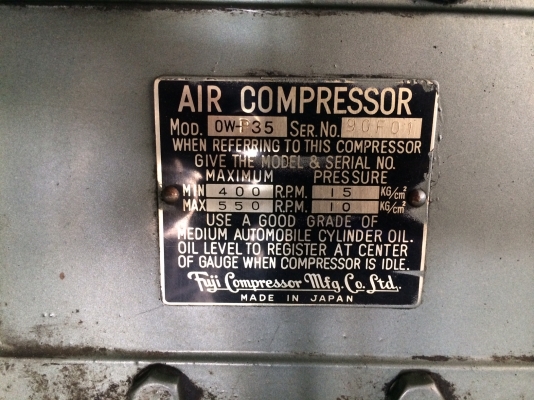 AIR COMPRESSOR
MOD. OW-P35 SER. NO. 90F01
WHEN REFERRING TO THIS COMPRESSOR
GIVE THE MODEL & SERIAL NO.
MAXIMUM PRESSURE
MIN 400 R.P.M. 15 KG/cm²
MAX 550 R.P.M. 10 KG/cm²
USE A GOOD GRADE OF
MEDIUM AUTOMOBILE CYLINDER OIL.
OIL LEVEL TO REGISTER AT CENTER
OF GAUGE WHEN COMPRESSOR IS IDLE.
Fuji Compressor Mfg. Co. Ltd.,
MADE IN JAPAN